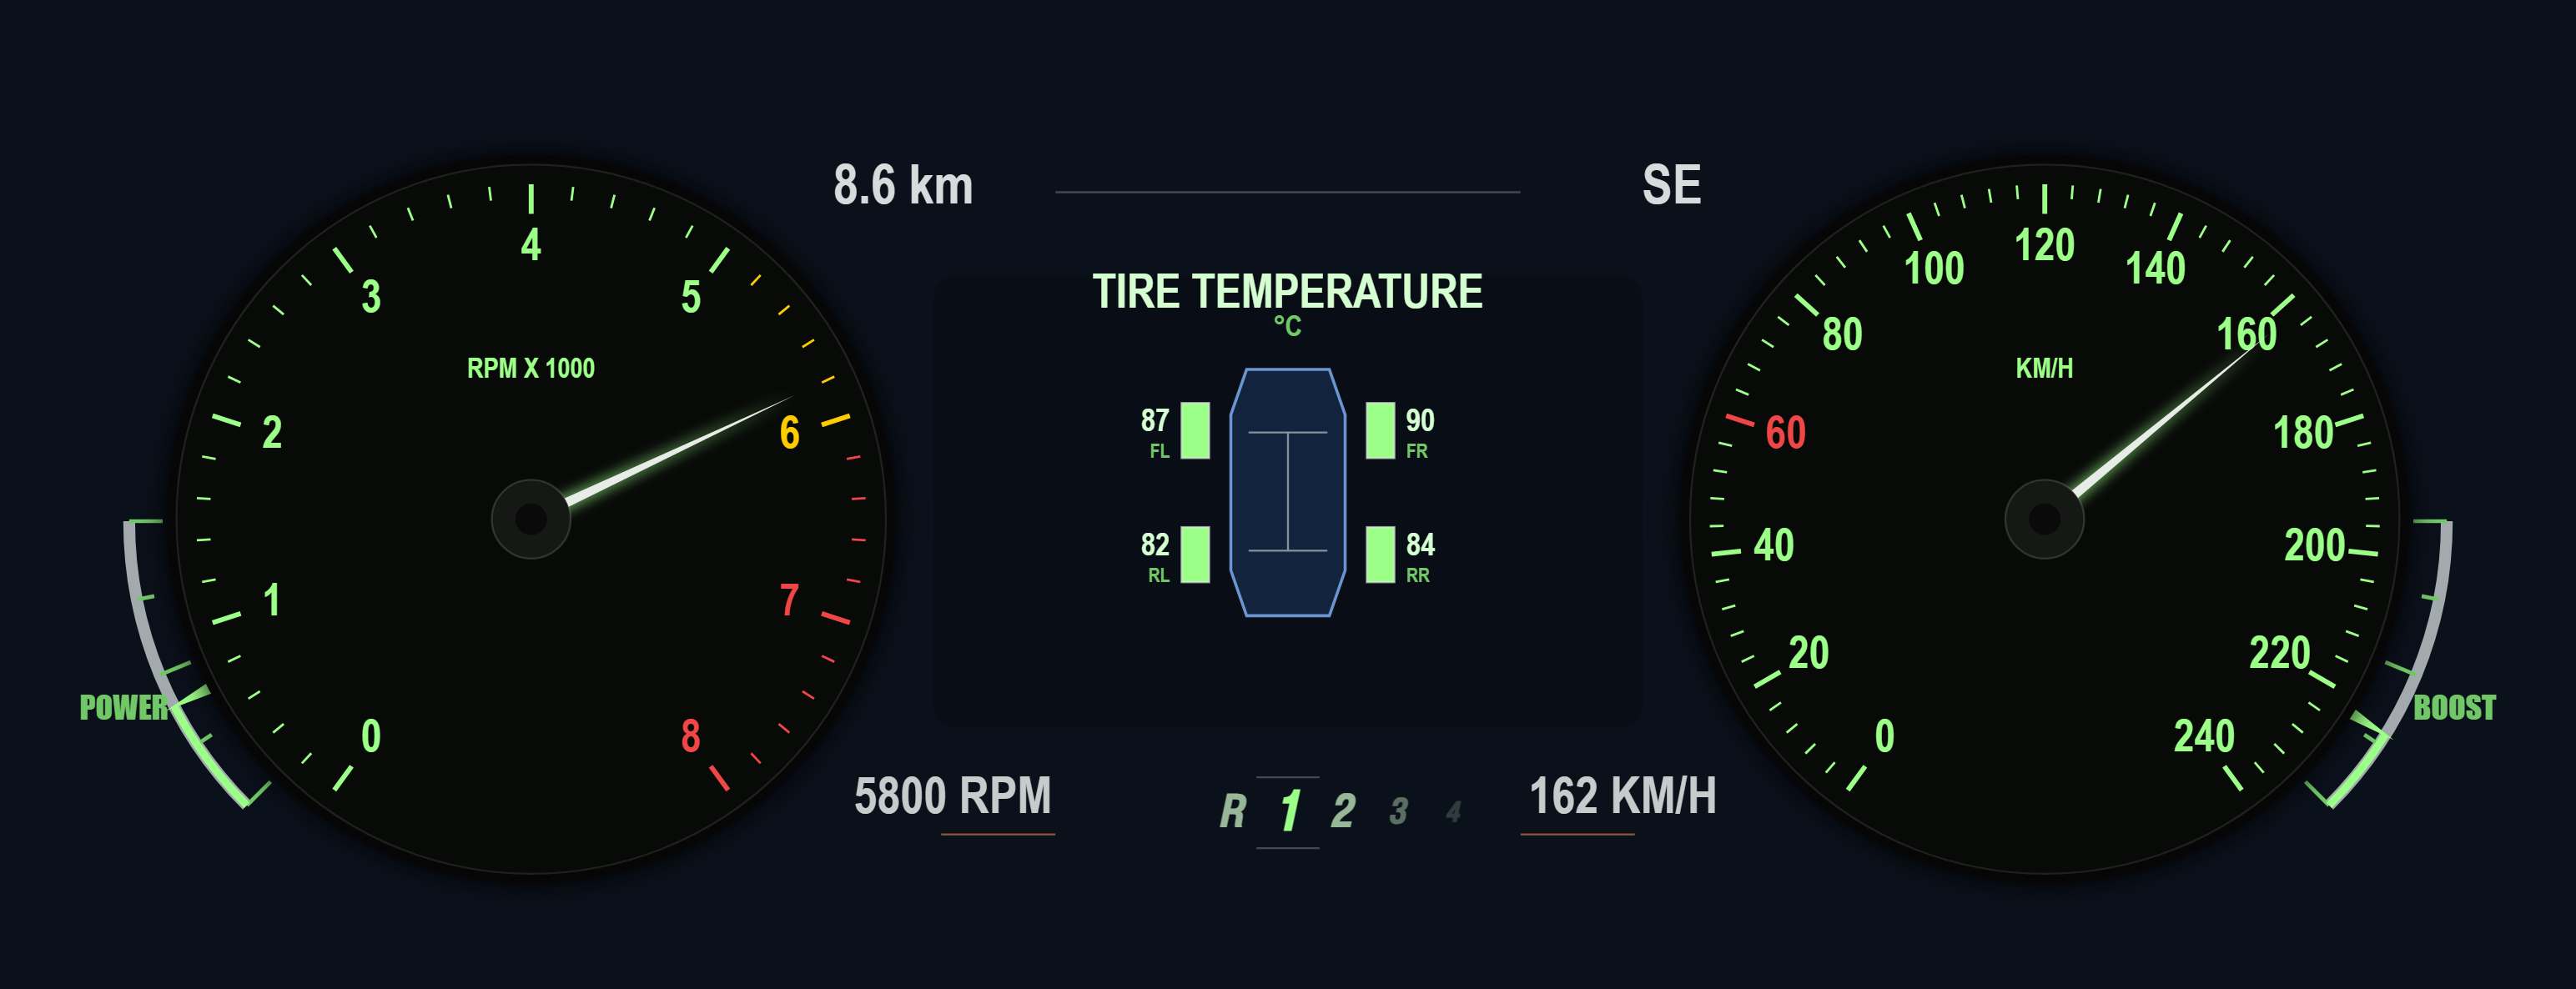 8.6 km
SE
0
1
2
3
4
5
6
7
8
RPM X 1000
POWER
TIRE TEMPERATURE
°C
87
FL
90
FR
82
RL
84
RR
5800 RPM
R 1 2 3 4
162 KM/H
0
20
40
60
80
100
120
140
160
180
200
220
240
KM/H
BOOST